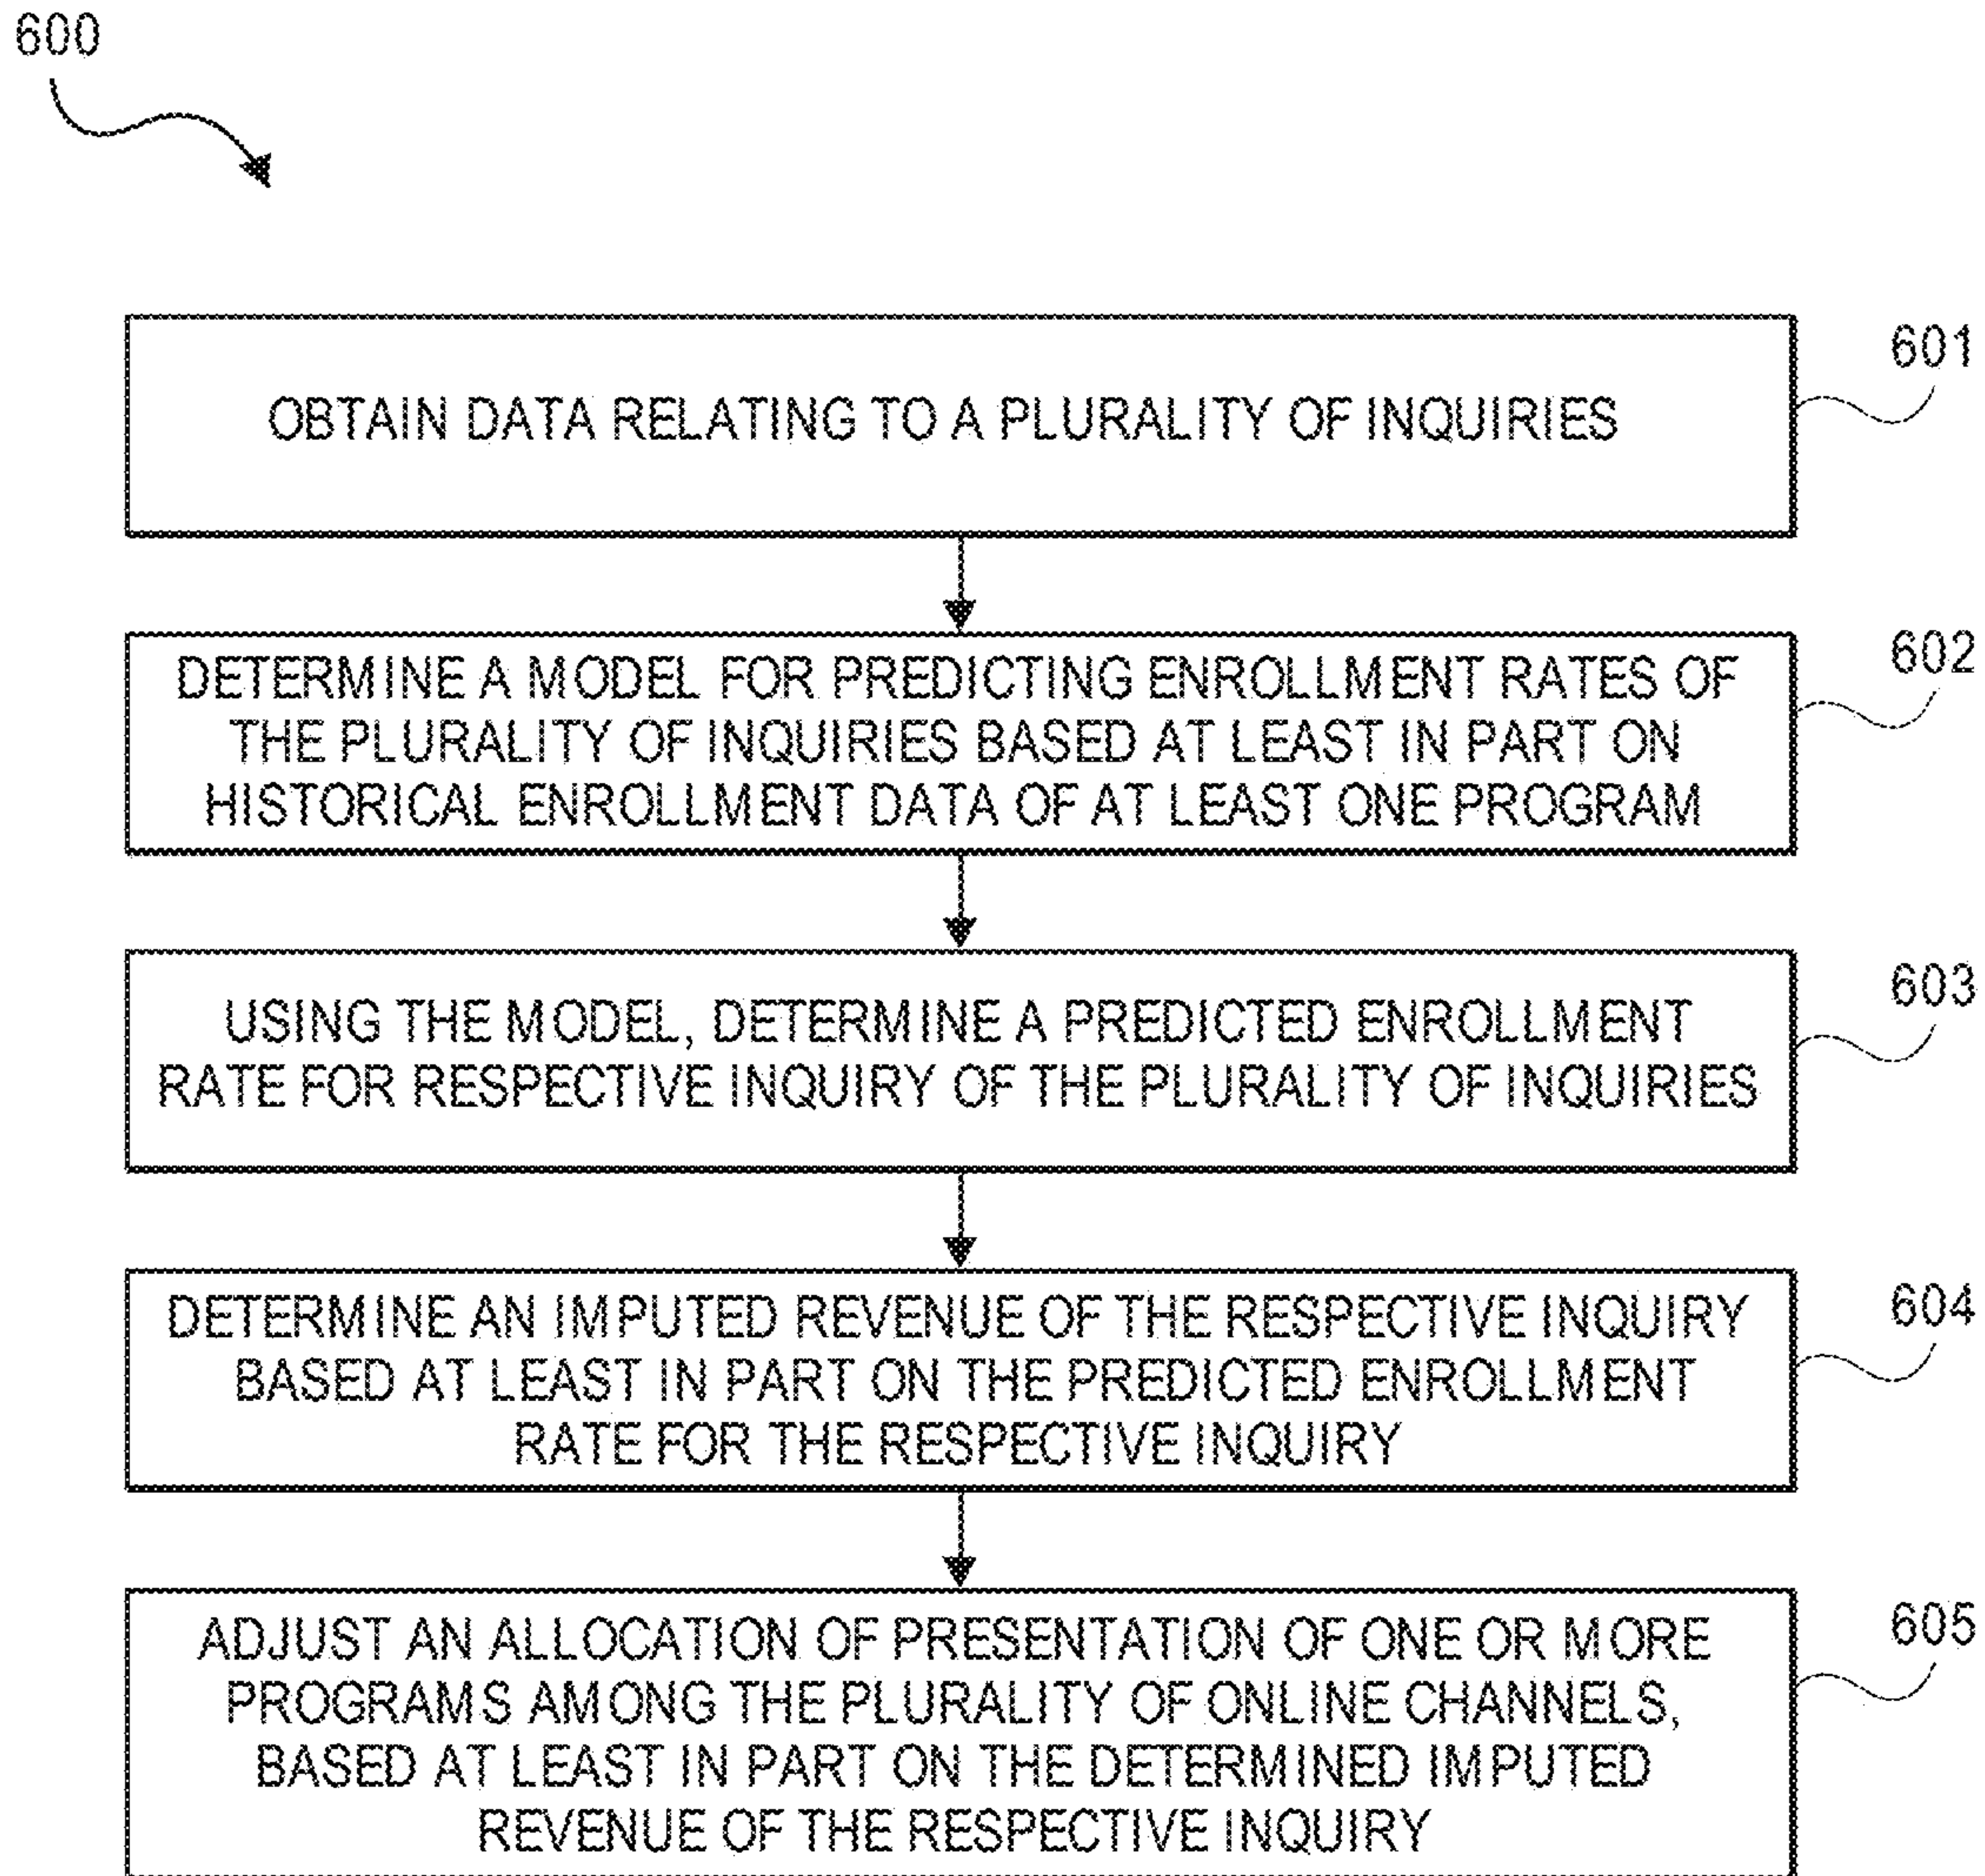 600
OBTAIN DATA RELATING TO A PLURALITY OF INQUIRIES
601
DETERMINE A MODEL FOR PREDICTING ENROLLMENT RATES OF
THE PLURALITY OF INQUIRIES BASED AT LEAST IN PART ON
HISTORICAL ENROLLMENT DATA OF AT LEAST ONE PROGRAM
602
USING THE MODEL, DETERMINE A PREDICTED ENROLLMENT
RATE FOR RESPECTIVE INQUIRY OF THE PLURALITY OF INQUIRIES
603
DETERMINE AN IMPUTED REVENUE OF THE RESPECTIVE INQUIRY
BASED AT LEAST IN PART ON THE PREDICTED ENROLLMENT
RATE FOR THE RESPECTIVE INQUIRY
604
ADJUST AN ALLOCATION OF PRESENTATION OF ONE OR MORE
PROGRAMS AMONG THE PLURALITY OF ONLINE CHANNELS,
BASED AT LEAST IN PART ON THE DETERMINED IMPUTED
REVENUE OF THE RESPECTIVE INQUIRY
605